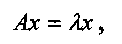 Ax = λx ,